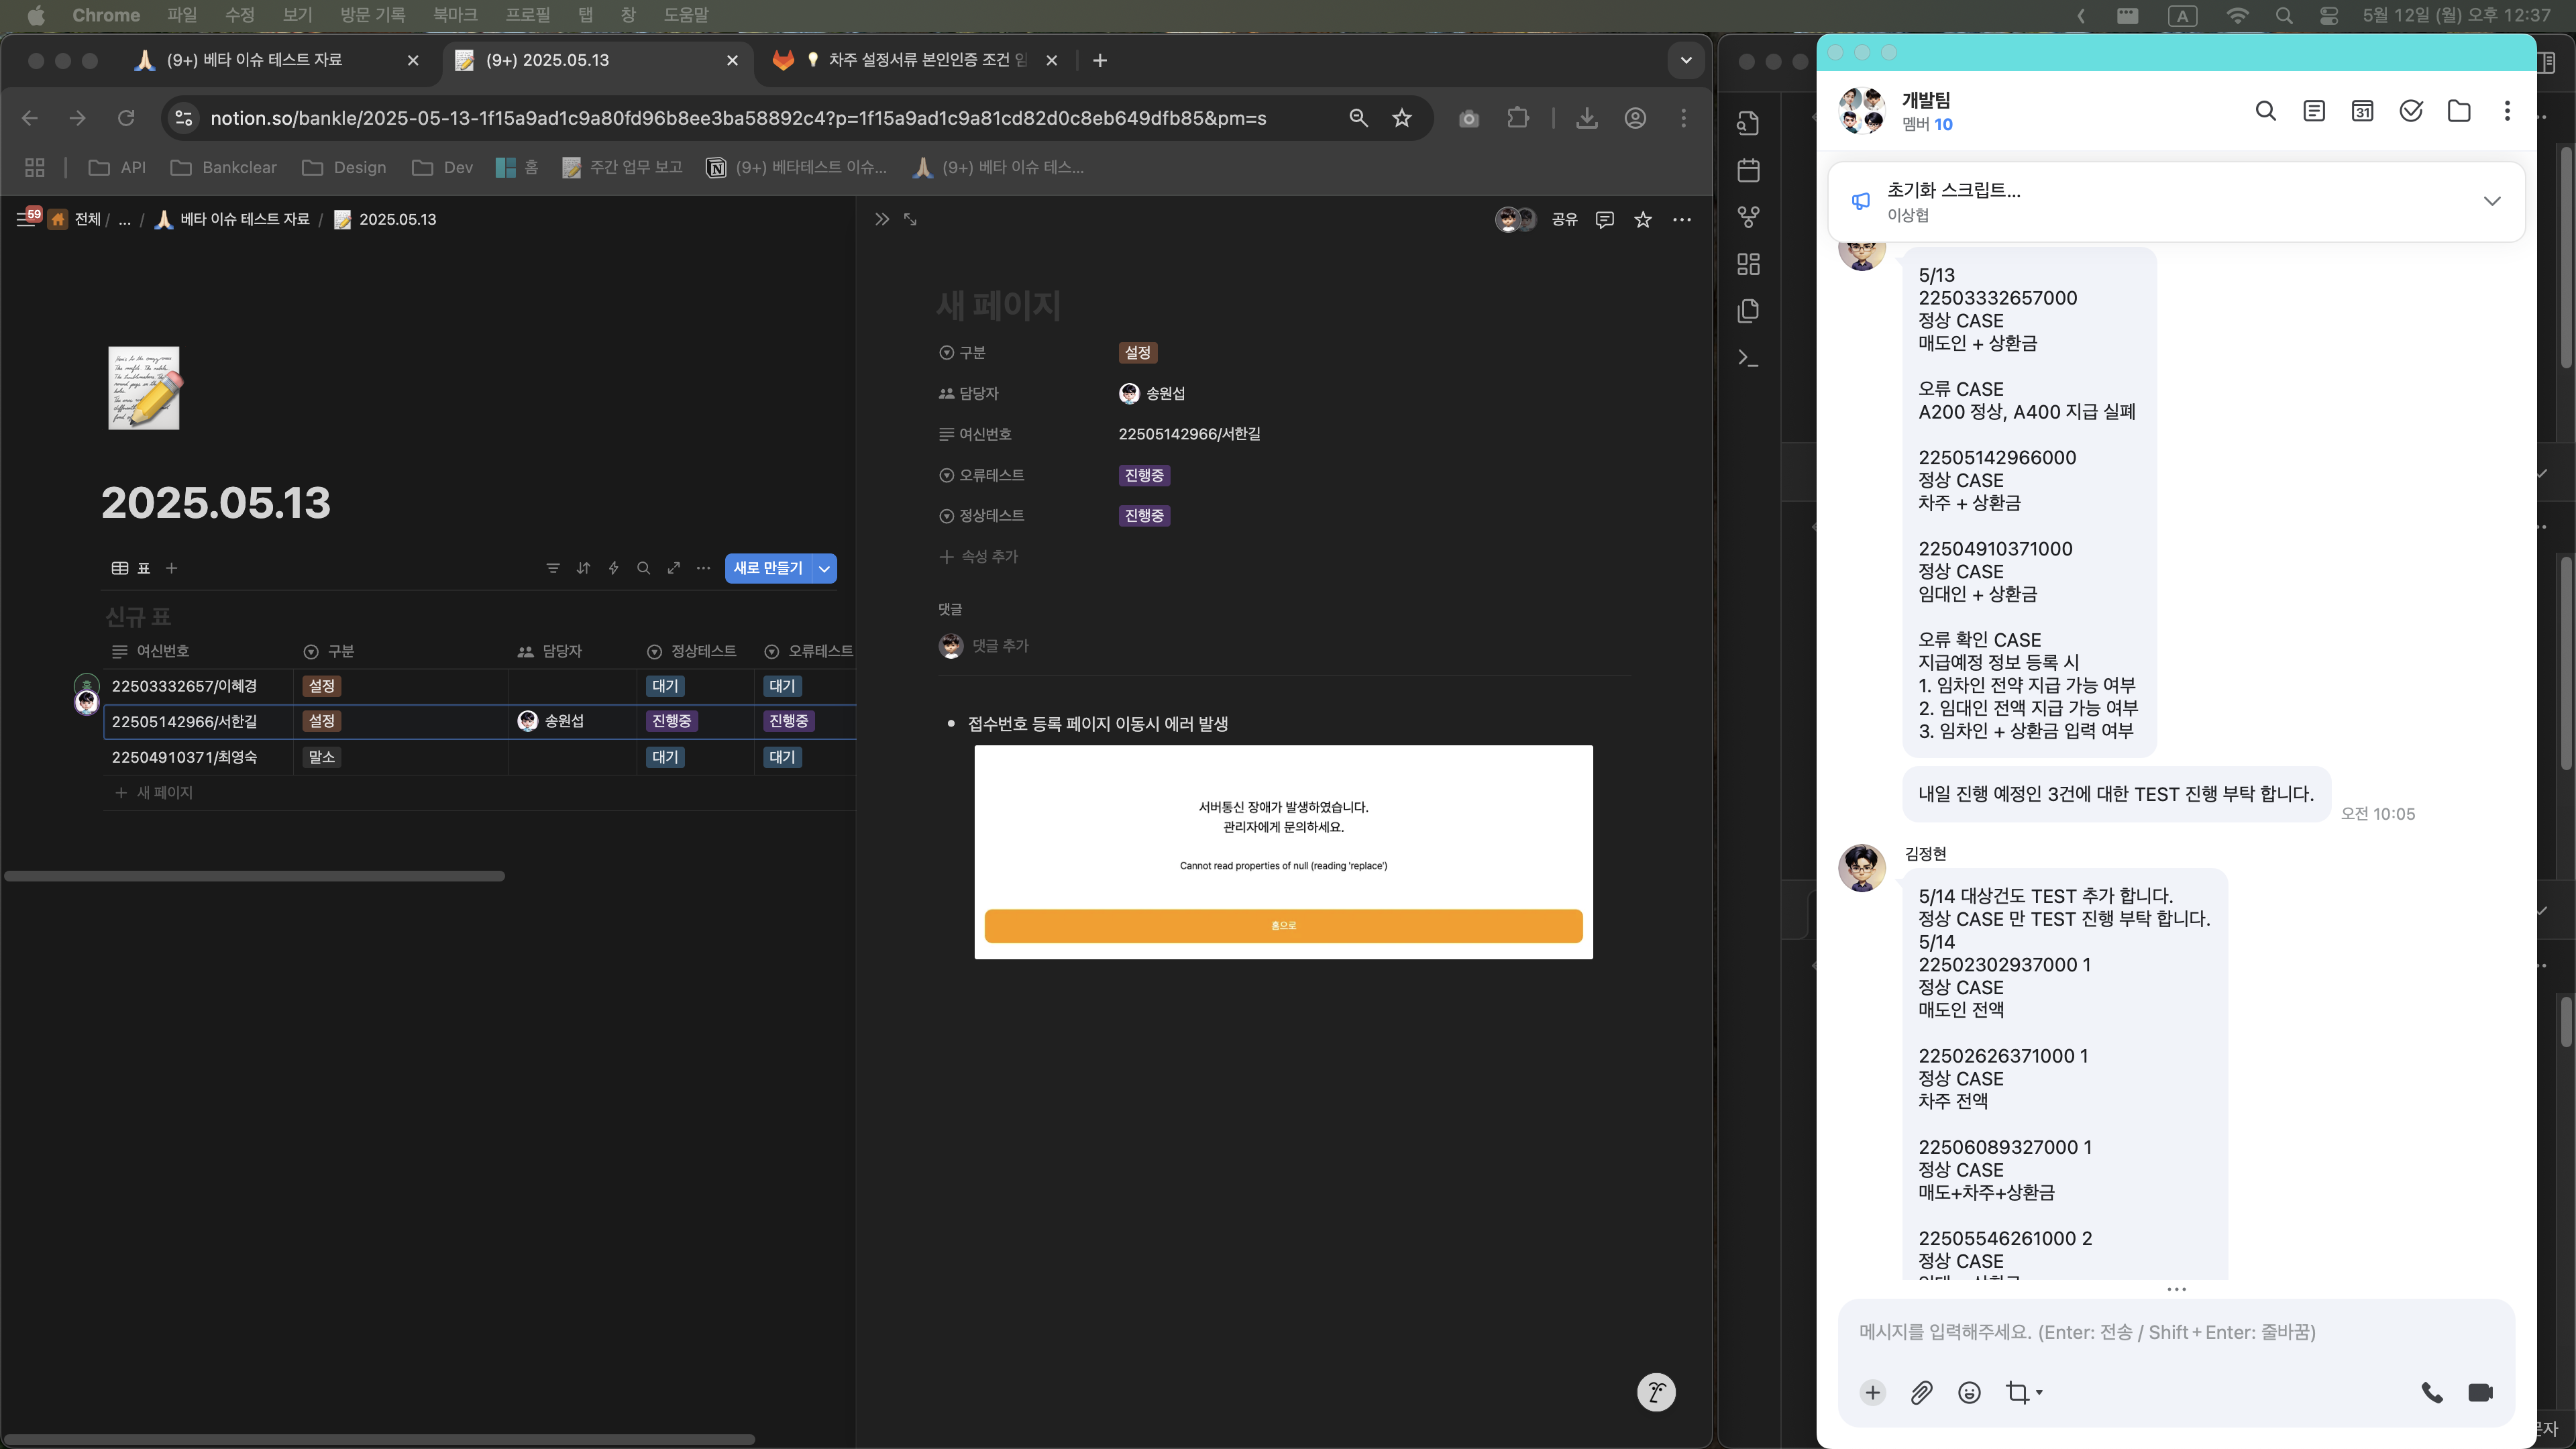 Chrome 파일 수정 보기 방문 기록 북마크 프로필 탭 창 도움말
A 5월 12일 (월) 오후 12:37
(9+) 베타 이슈 테스트 자료
(9+) 2025.05.13
차주 설정서류 본인인증 조건
notion.so/bankle/2025-05-13-1f15a9ad1c9a80fd96b8ee3ba58892c4?p=1f15a9ad1c9a81cd82d0c8eb649dfb85&pm=s
API Bankclear Design Dev 홈 주간 업무 보고 (9+) 베타테스트 이슈... (9+) 베타 이슈 테스...
59 전체 / ... / 베타 이슈 테스트 자료 / 2025.05.13
2025.05.13
표
새로 만들기
신규 표
여신번호 구분 담당자 정상테스트 오류테스트
22503332657/이혜경 설정 대기 대기
22505142966/서한길 설정 송원섭 진행중 진행중
22504910371/최영숙 말소 대기 대기
새 페이지
공유
새 페이지
구분 설정
담당자 송원섭
여신번호 22505142966/서한길
오류테스트 진행중
정상테스트 진행중
속성 추가
댓글
댓글 추가
접수번호 등록 페이지 이동시 에러 발생
서버통신 장애가 발생하였습니다.
관리자에게 문의하세요.
Cannot read properties of null (reading 'replace')
홈으로
개발팀
멤버 10
31
초기화 스크립트...
이상협
5/13
22503332657000
정상 CASE
매도인 + 상환금
오류 CASE
A200 정상, A400 지급 실폐
22505142966000
정상 CASE
차주 + 상환금
22504910371000
정상 CASE
임대인 + 상환금
오류 확인 CASE
지급예정 정보 등록 시
1. 임차인 전약 지급 가능 여부
2. 임대인 전액 지급 가능 여부
3. 임차인 + 상환금 입력 여부
내일 진행 예정인 3건에 대한 TEST 진행 부탁 합니다.
오전 10:05
김정현
5/14 대상건도 TEST 추가 합니다.
정상 CASE 만 TEST 진행 부탁 합니다.
5/14
22502302937000 1
정상 CASE
매도인 전액
22502626371000 1
정상 CASE
차주 전액
22506089327000 1
정상 CASE
매도+차주+상환금
22505546261000 2
정상 CASE
메시지를 입력해주세요. (Enter: 전송 / Shift + Enter: 줄바꿈)